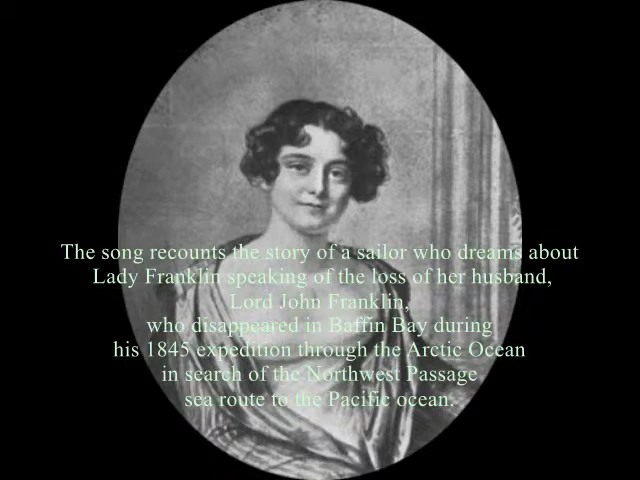 The song recounts the story of a sailor who dreams about
Lady Franklin speaking of the loss of her husband,
Lord John Franklin,
who disappeared in Baffin Bay during
his 1845 expedition through the Arctic Ocean
in search of the Northwest Passage
sea route to the Pacific ocean.